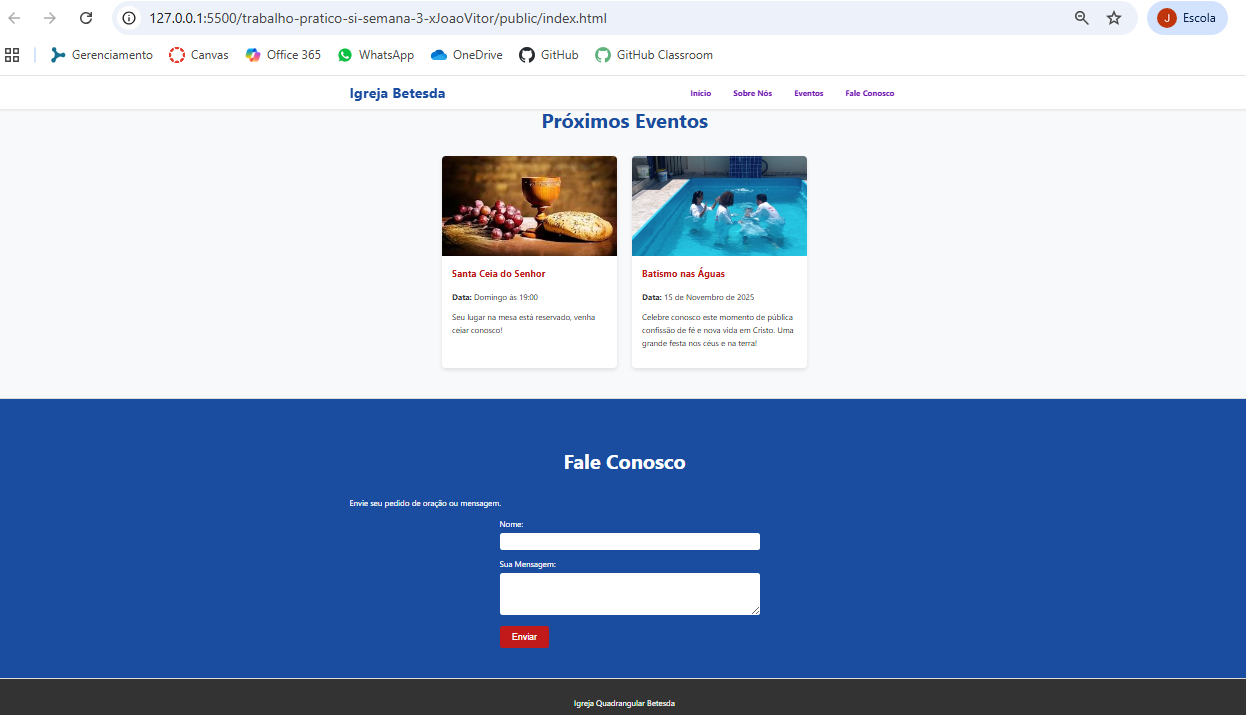 127.0.0.1:5500/trabalho-pratico-si-semana-3-xJoaoVitor/public/index.html
J Escola
Gerenciamento Canvas Office 365 WhatsApp OneDrive GitHub GitHub Classroom
Igreja Betesda
Início Sobre Nós Eventos Fale Conosco
Próximos Eventos
Santa Ceia do Senhor
Data: Domingo às 19:00
Seu lugar na mesa está reservado, venha
ceiar conosco!
Batismo nas Águas
Data: 15 de Novembro de 2025
Celebre conosco este momento de pública
confissão de fé e nova vida em Cristo. Uma
grande festa nos céus e na terra!
Fale Conosco
Envie seu pedido de oração ou mensagem.
Nome:
Sua Mensagem:
Enviar
Igreja Quadrangular Betesda